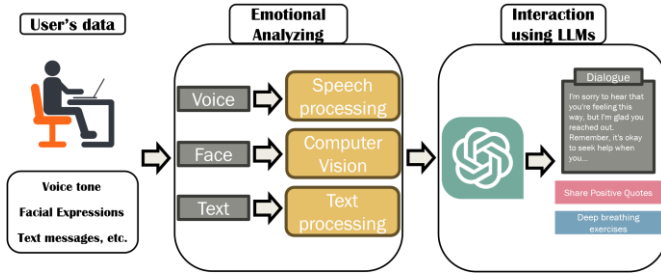 User's data
Voice tone
Facial Expressions
Text messages, etc.
Emotional
Analyzing
Voice
Speech
processing
Face
Computer
Vision
Text
Text
processing
Interaction
using LLMs
Dialogue
I'm sorry to hear that
you're feeling this
way, but I'm glad you
reached out.
Remember, it's okay
to seek help when
you...
Share Positive Quotes
Deep breathing
exercises